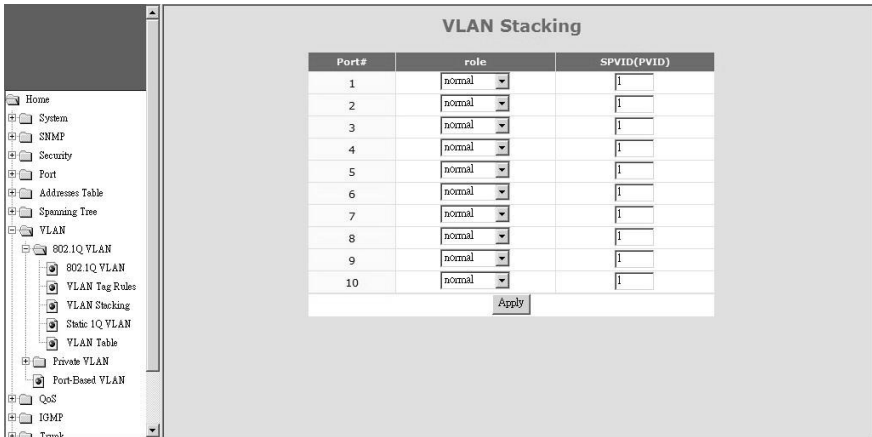 Home
System
SNMP
Security
Port
Addresses Table
Spanning Tree
VLAN
802.1Q VLAN
802.1Q VLAN
VLAN Tag Rules
VLAN Stacking
Static 1Q VLAN
VLAN Table
Private VLAN
Port-Based VLAN
QoS
IGMP
Trunk
VLAN Stacking
Port# role SPVID(PVID)
1 normal 1
2 normal 1
3 normal 1
4 normal 1
5 normal 1
6 normal 1
7 normal 1
8 normal 1
9 normal 1
10 normal 1
Apply